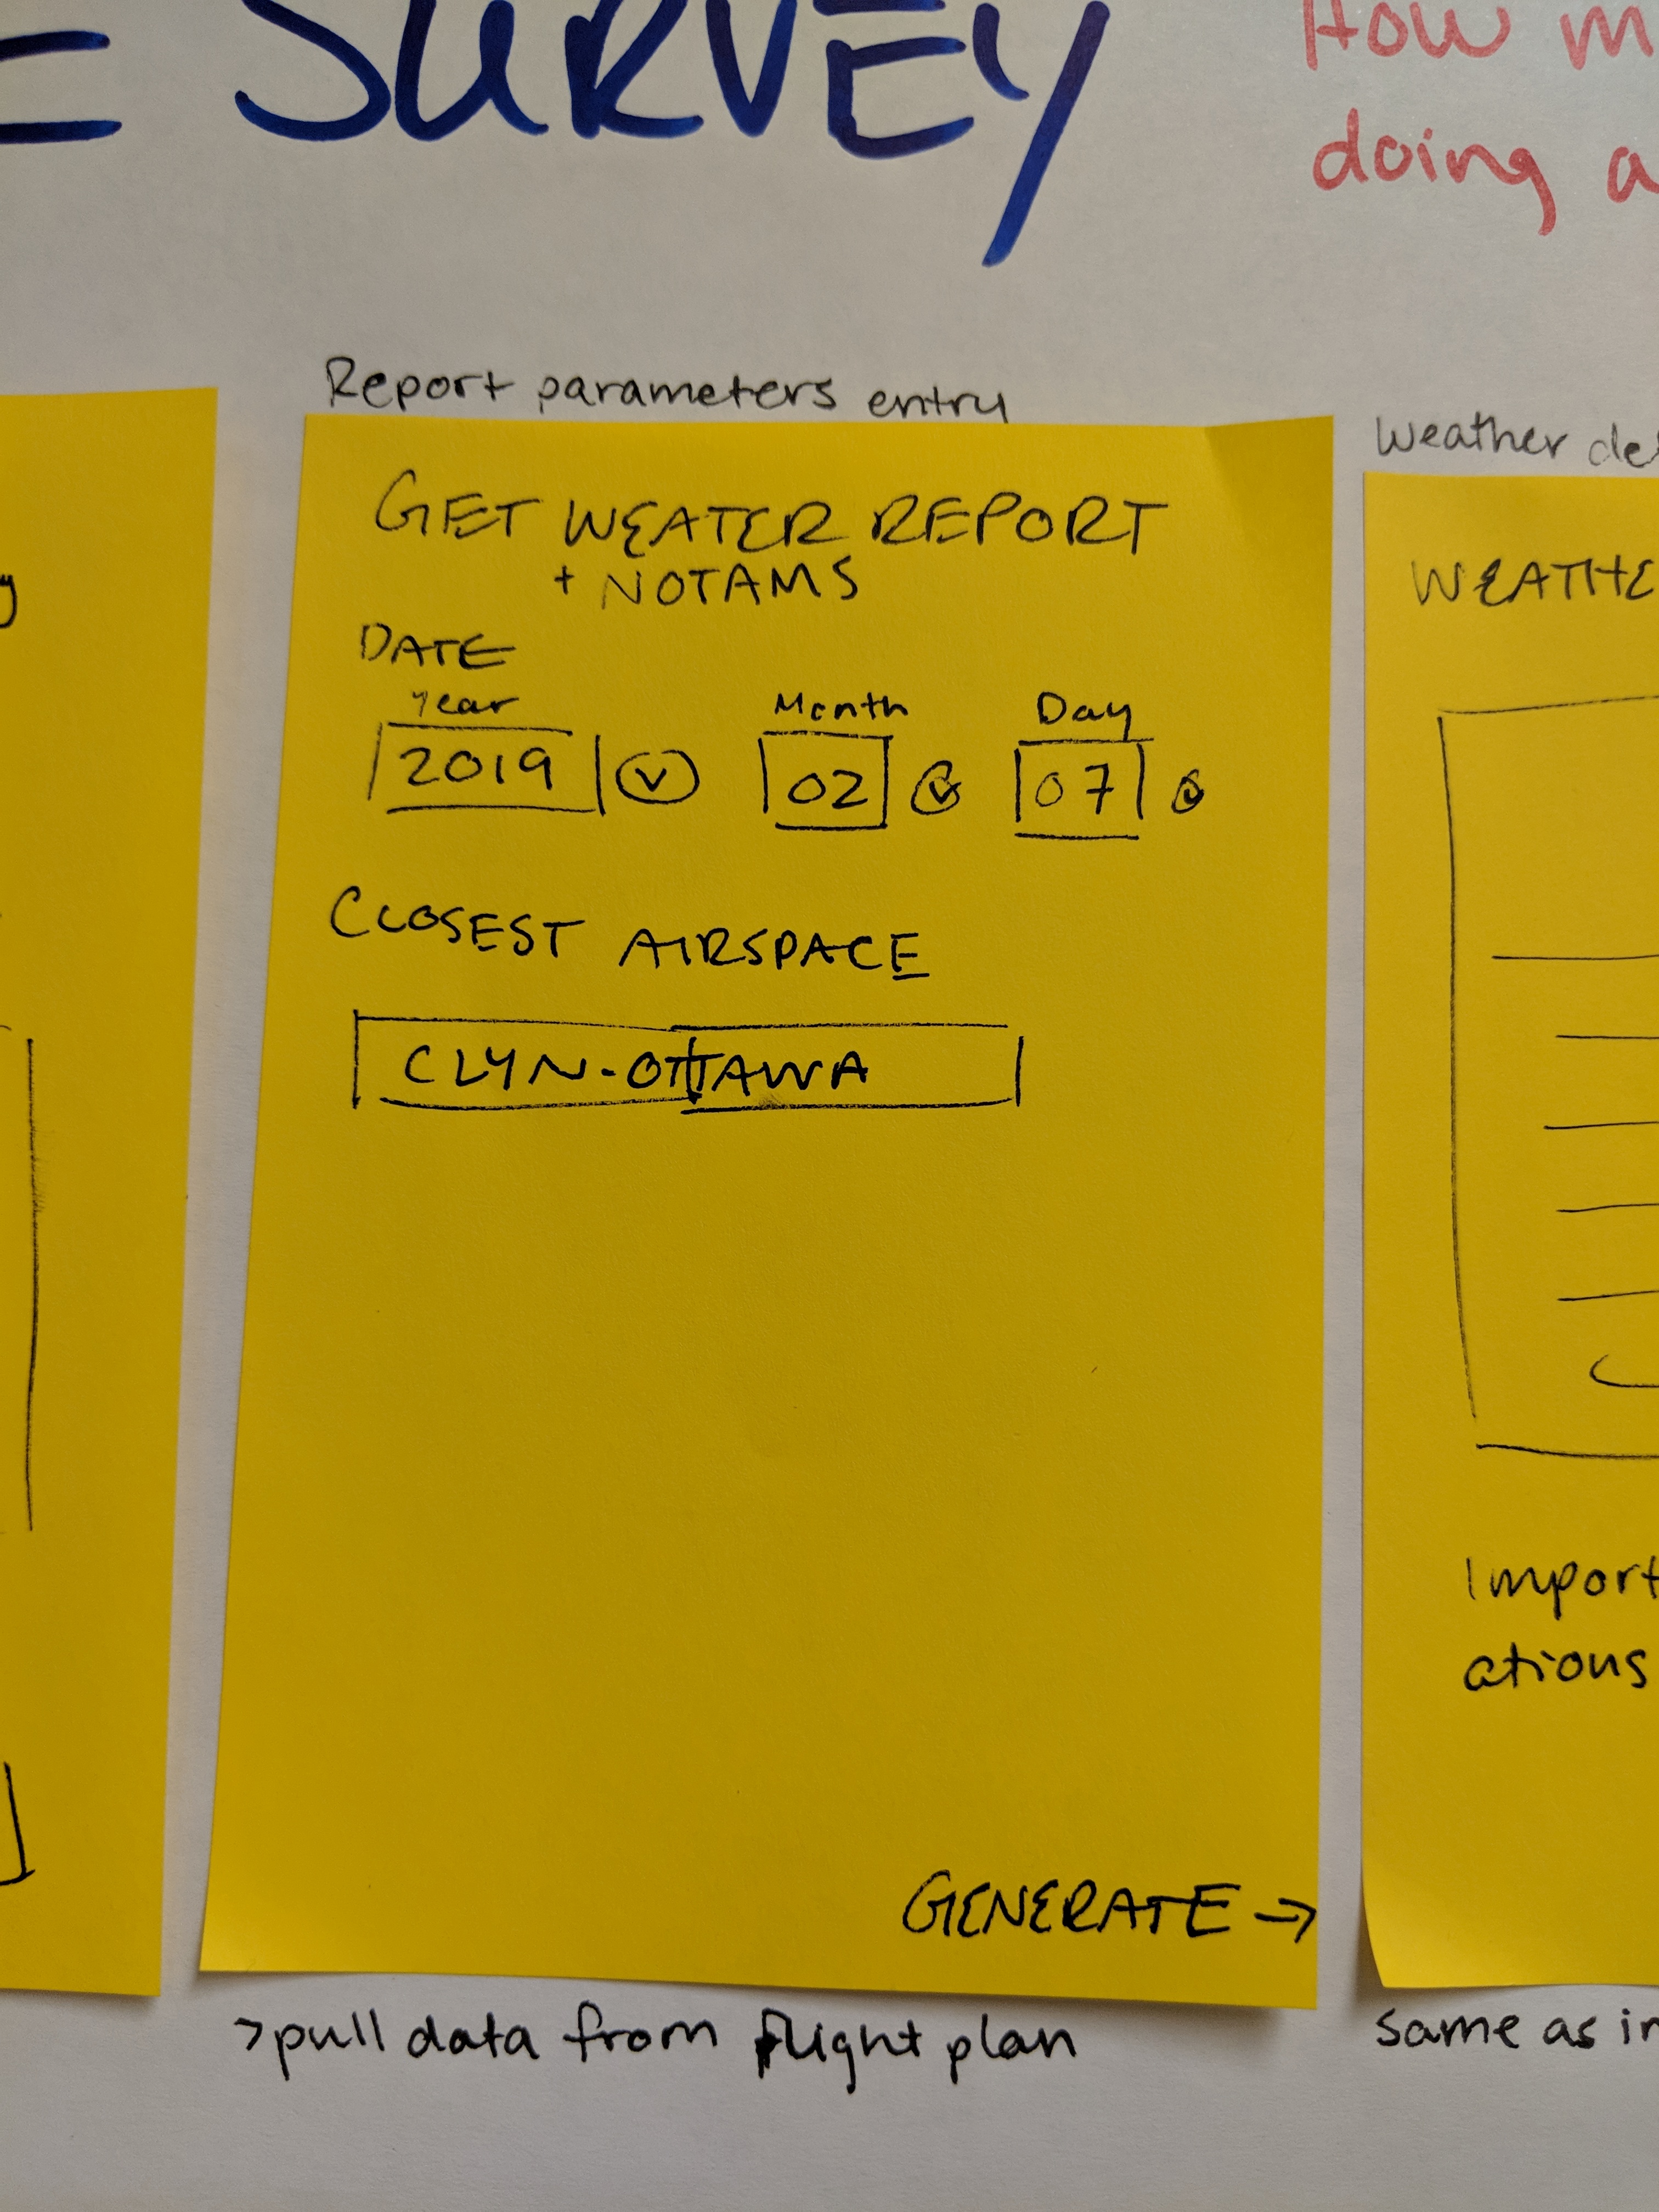 SURVEY
How
doing a
Report parameters entry
GET WEATER REPORT
+ NOTAMS
DATE
Year Month Day
2019 02 07
CLOSEST AIRSPACE
CLYN-OTTAWA
GENERATE →
>pull data from flight plan
Weather
WEATHE
Import
ations
same as in